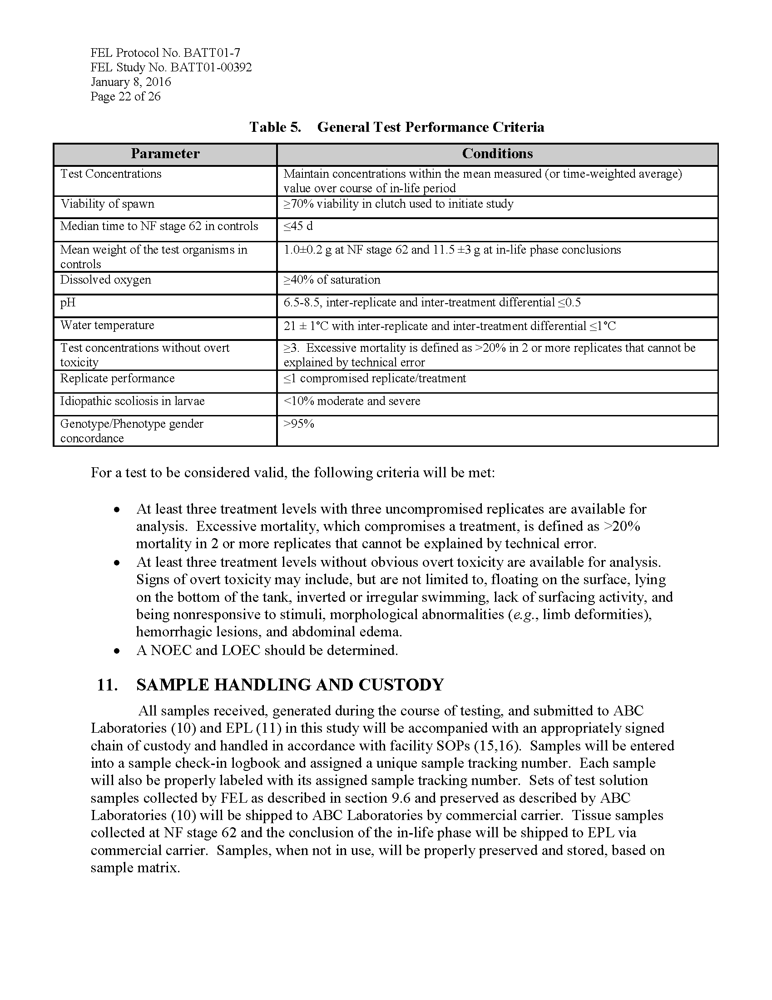 FEL Protocol No. BATT01-7
FEL Study No. BATT01-00392
January 8, 2016
Page 22 of 26
Table 5. General Test Performance Criteria
Parameter Conditions
Test Concentrations Maintain concentrations within the mean measured (or time-weighted average)
value over course of in-life period
Viability of spawn ≥70% viability in clutch used to initiate study
Median time to NF stage 62 in controls ≤45 d
Mean weight of the test organisms in 1.0±0.2 g at NF stage 62 and 11.5 ±3 g at in-life phase conclusions
controls
Dissolved oxygen ≥40% of saturation
pH 6.5-8.5, inter-replicate and inter-treatment differential ≤0.5
Water temperature 21 ± 1°C with inter-replicate and inter-treatment differential ≤1°C
Test concentrations without overt ≥3. Excessive mortality is defined as >20% in 2 or more replicates that cannot be
toxicity explained by technical error
Replicate performance ≤1 compromised replicate/treatment
Idiopathic scoliosis in larvae <10% moderate and severe
Genotype/Phenotype gender >95%
concordance
For a test to be considered valid, the following criteria will be met:
• At least three treatment levels with three uncompromised replicates are available for
analysis. Excessive mortality, which compromises a treatment, is defined as >20%
mortality in 2 or more replicates that cannot be explained by technical error.
• At least three treatment levels without obvious overt toxicity are available for analysis.
Signs of overt toxicity may include, but are not limited to, floating on the surface, lying
on the bottom of the tank, inverted or irregular swimming, lack of surfacing activity, and
being nonresponsive to stimuli, morphological abnormalities (e.g., limb deformities),
hemorrhagic lesions, and abdominal edema.
• A NOEC and LOEC should be determined.
11. SAMPLE HANDLING AND CUSTODY
All samples received, generated during the course of testing, and submitted to ABC
Laboratories (10) and EPL (11) in this study will be accompanied with an appropriately signed
chain of custody and handled in accordance with facility SOPs (15,16). Samples will be entered
into a sample check-in logbook and assigned a unique sample tracking number. Each sample
will also be properly labeled with its assigned sample tracking number. Sets of test solution
samples collected by FEL as described in section 9.6 and preserved as described by ABC
Laboratories (10) will be shipped to ABC Laboratories by commercial carrier. Tissue samples
collected at NF stage 62 and the conclusion of the in-life phase will be shipped to EPL via
commercial carrier. Samples, when not in use, will be properly preserved and stored, based on
sample matrix.